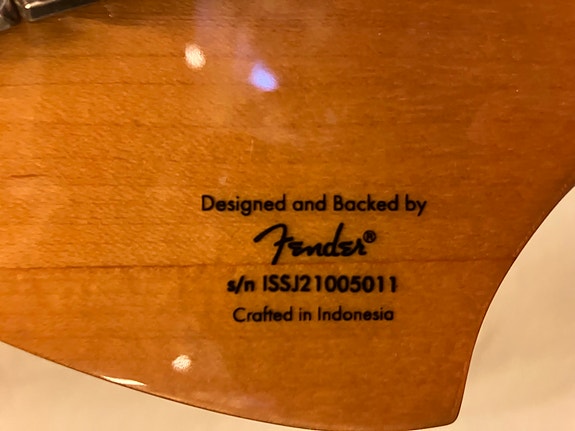 Designed and Backed by
Fender®
s/n ISSJ21005011
Crafted in Indonesia